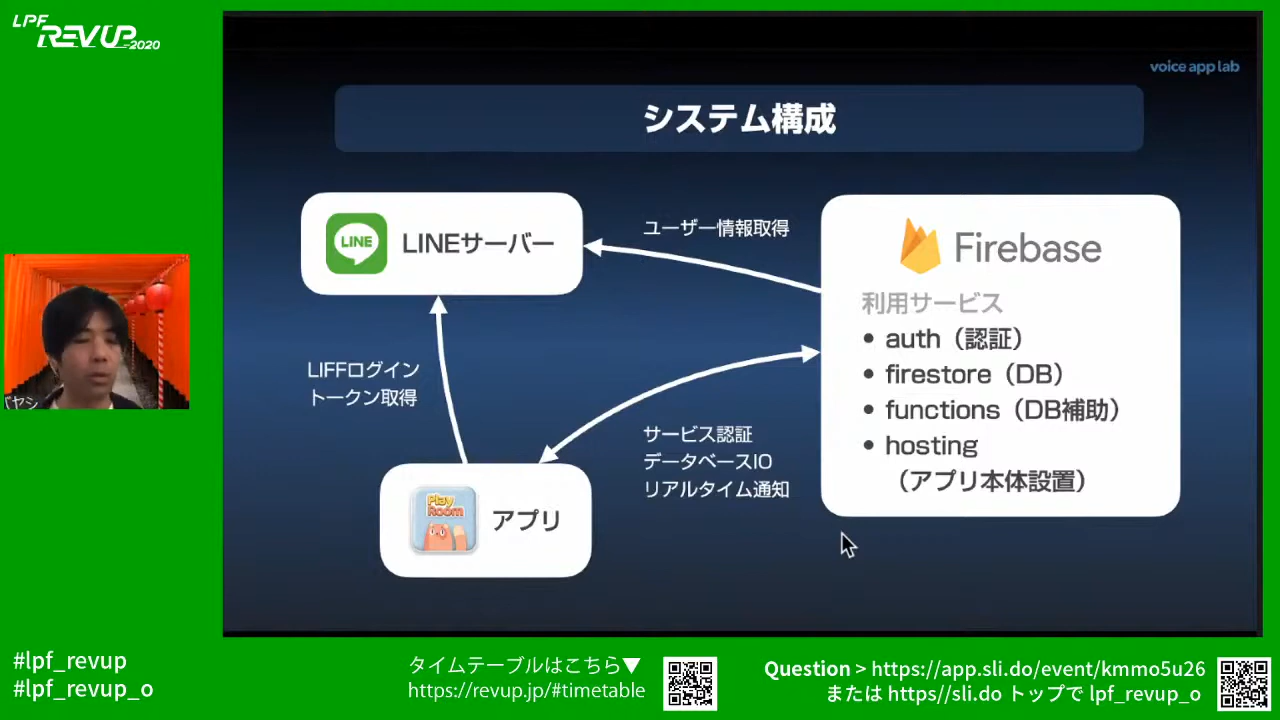 LPF
REVUP 2020
voice app lab
システム構成
LINE
LINEサーバー
ユーザー情報取得
Firebase
利用サービス
• auth（認証）
• firestore（DB）
• functions（DB補助）
• hosting
（アプリ本体設置）
LIFFログイン
トークン取得
サービス認証
データベースIO
リアルタイム通知
Play
Room
アプリ
バヤシ
#lpf_revup
#lpf_revup_o
タイムテーブルはこちら▼
https://revup.jp/#timetable
Question > https://app.sli.do/event/kmmo5u26
または https//sli.do トップで lpf_revup_o